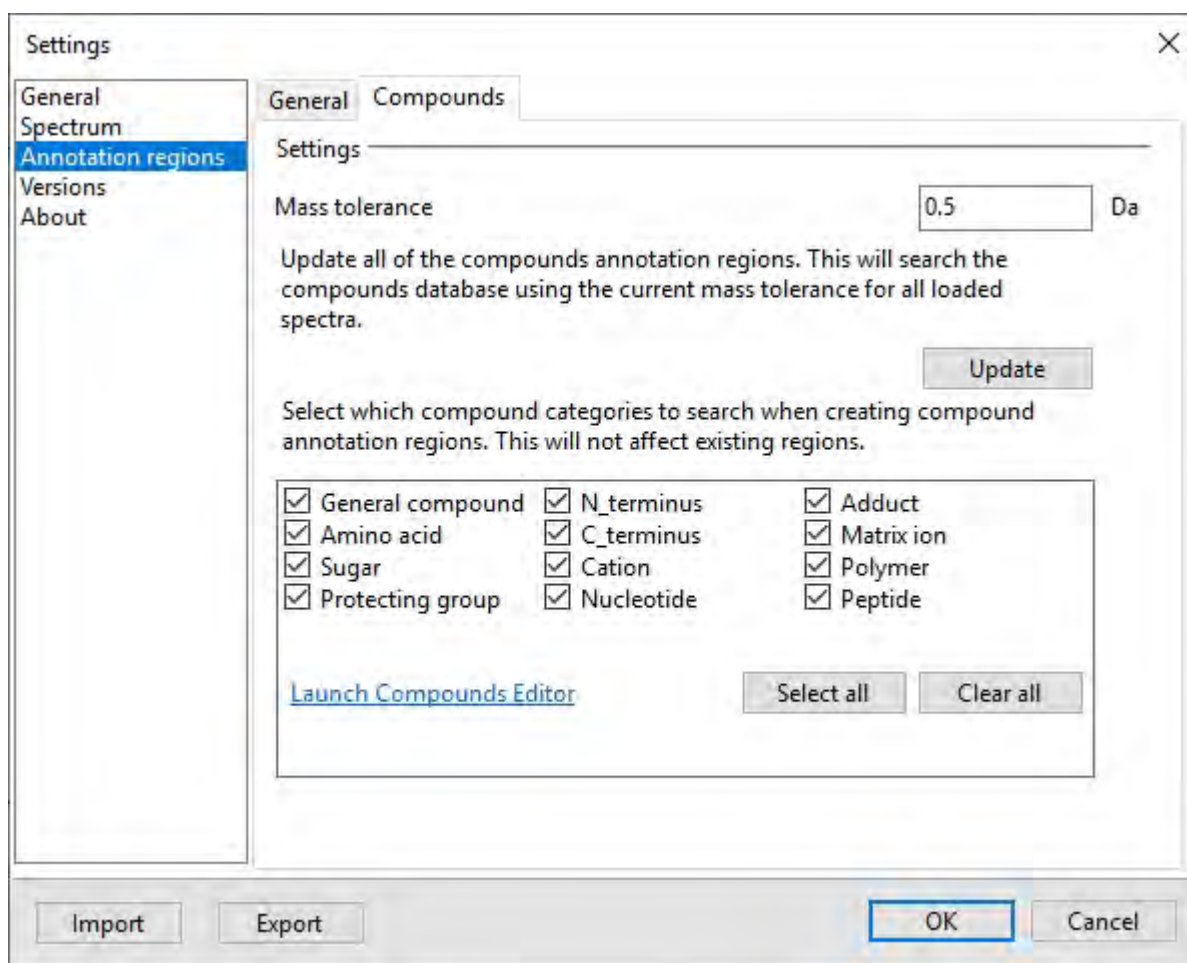 Settings
General
Spectrum
Annotation regions
Versions
About
General Compounds
Settings
Mass tolerance 0.5 Da
Update all of the compounds annotation regions. This will search the
compounds database using the current mass tolerance for all loaded
spectra.
Update
Select which compound categories to search when creating compound
annotation regions. This will not affect existing regions.
General compound N_terminus Adduct
Amino acid C_terminus Matrix ion
Sugar Cation Polymer
Protecting group Nucleotide Peptide
Launch Compounds Editor Select all Clear all
Import Export OK Cancel